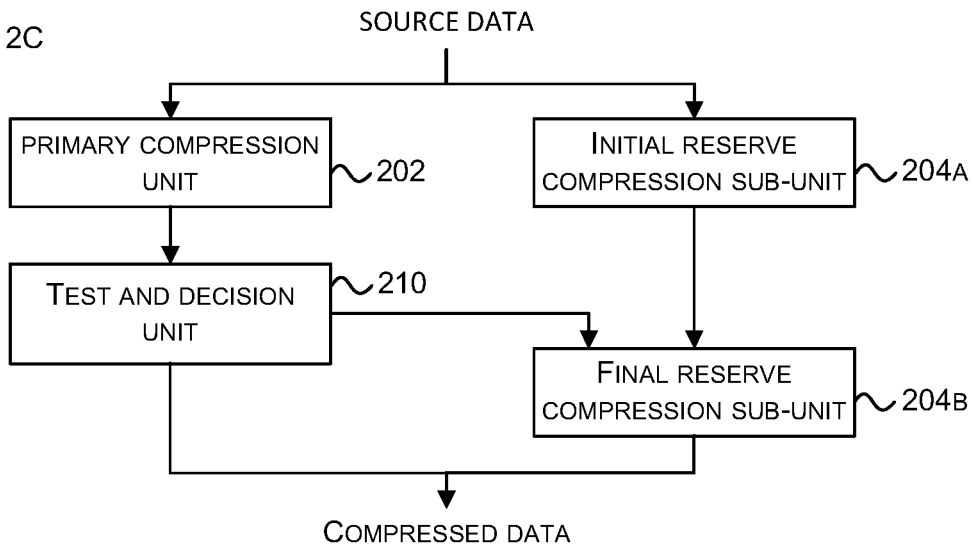 2C
SOURCE DATA
PRIMARY COMPRESSION
UNIT
202
INITIAL RESERVE
COMPRESSION SUB-UNIT
204A
TEST AND DECISION
UNIT
210
FINAL RESERVE
COMPRESSION SUB-UNIT
204B
COMPRESSED DATA